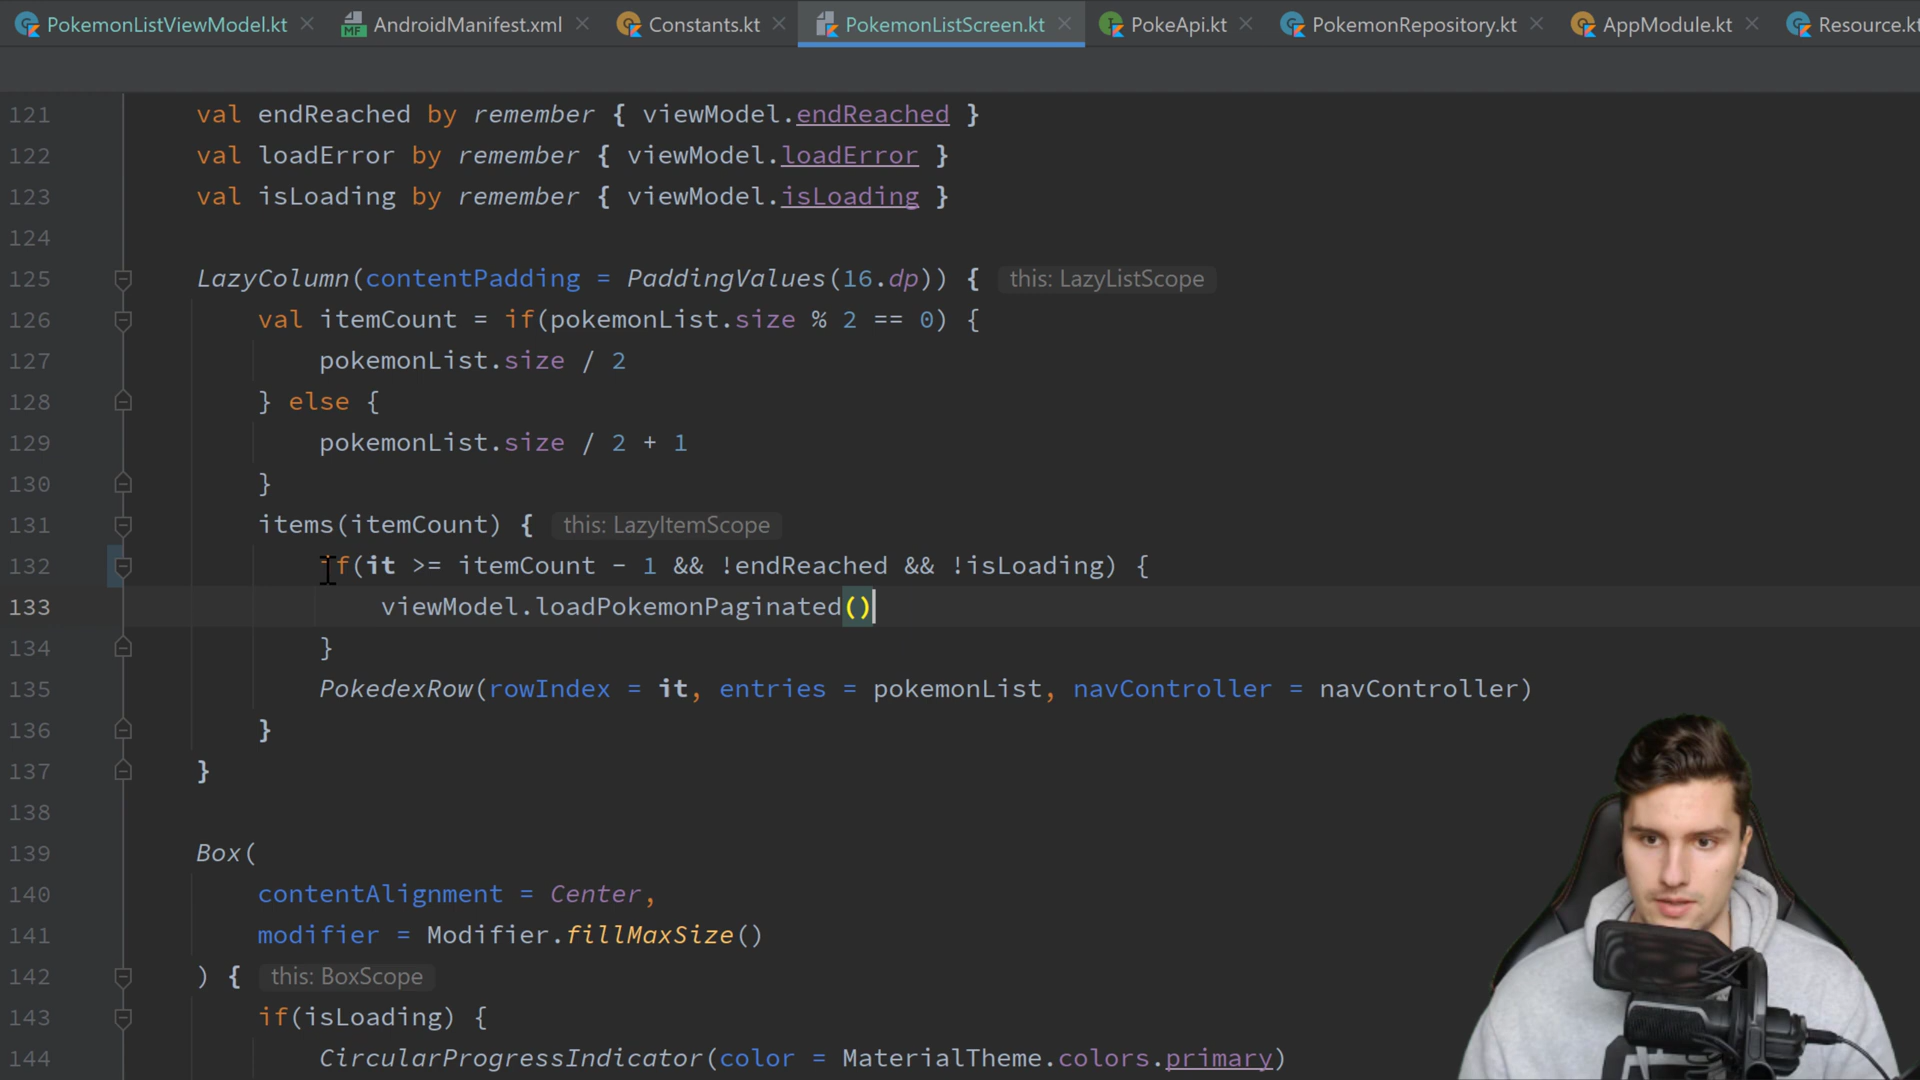 PokemonListViewModel.kt AndroidManifest.xml Constants.kt PokemonListScreen.kt PokeApi.kt PokemonRepository.kt AppModule.kt Resource.kt
121 val endReached by remember { viewModel.endReached }
122 val loadError by remember { viewModel.loadError }
123 val isLoading by remember { viewModel.isLoading }
124
125 LazyColumn(contentPadding = PaddingValues(16.dp)) { this: LazyListScope
126 val itemCount = if(pokemonList.size % 2 == 0) {
127 pokemonList.size / 2
128 } else {
129 pokemonList.size / 2 + 1
130 }
131 items(itemCount) { this: LazyItemScope
132 if(it >= itemCount - 1 && !endReached && !isLoading) {
133 viewModel.loadPokemonPaginated()
134 }
135 PokedexRow(rowIndex = it, entries = pokemonList, navController = navController)
136 }
137 }
138
139 Box(
140 contentAlignment = Center,
141 modifier = Modifier.fillMaxSize()
142 ) { this: BoxScope
143 if(isLoading) {
144 CircularProgressIndicator(color = MaterialTheme.colors.primary)